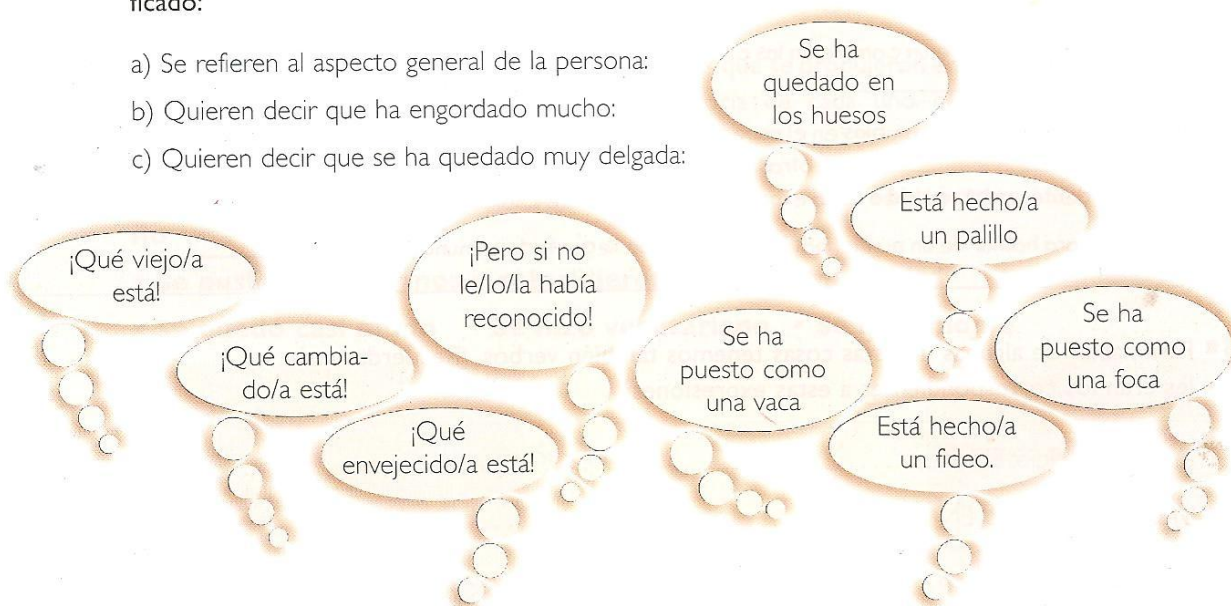 ficado:
a) Se refieren al aspecto general de la persona:
b) Quieren decir que ha engordado mucho:
c) Quieren decir que se ha quedado muy delgada:
Se ha
quedado en
los huesos
Está hecho/a
un palillo
¡Qué viejo/a
está!
¡Pero si no
le/lo/la había
reconocido!
¡Qué cambia-
do/a está!
Se ha
puesto como
una vaca
Se ha
puesto como
una foca
¡Qué
envejecido/a está!
Está hecho/a
un fideo.